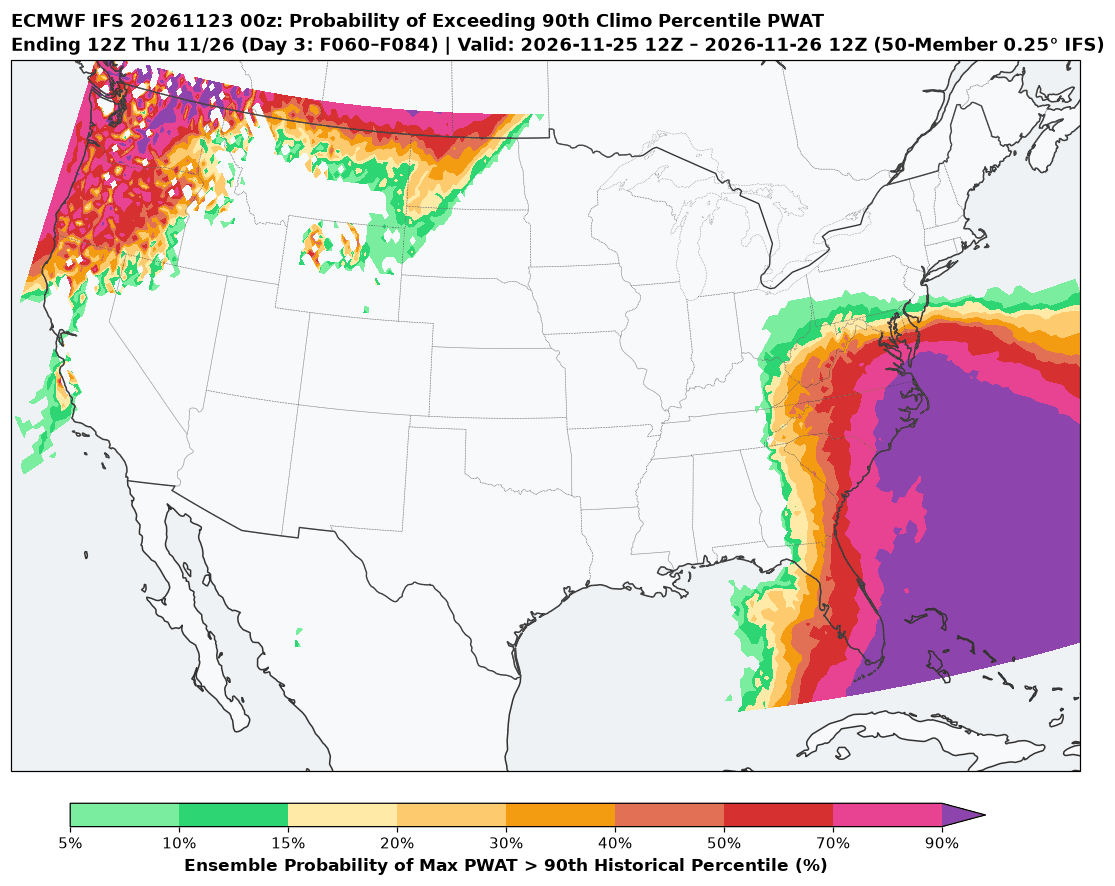 ECMWF IFS 20261123 00z: Probability of Exceeding 90th Climo Percentile PWAT
Ending 12Z Thu 11/26 (Day 3: F060–F084) | Valid: 2026-11-25 12Z – 2026-11-26 12Z (50-Member 0.25° IFS)
5% 10% 15% 20% 30% 40% 50% 70% 90%
Ensemble Probability of Max PWAT > 90th Historical Percentile (%)